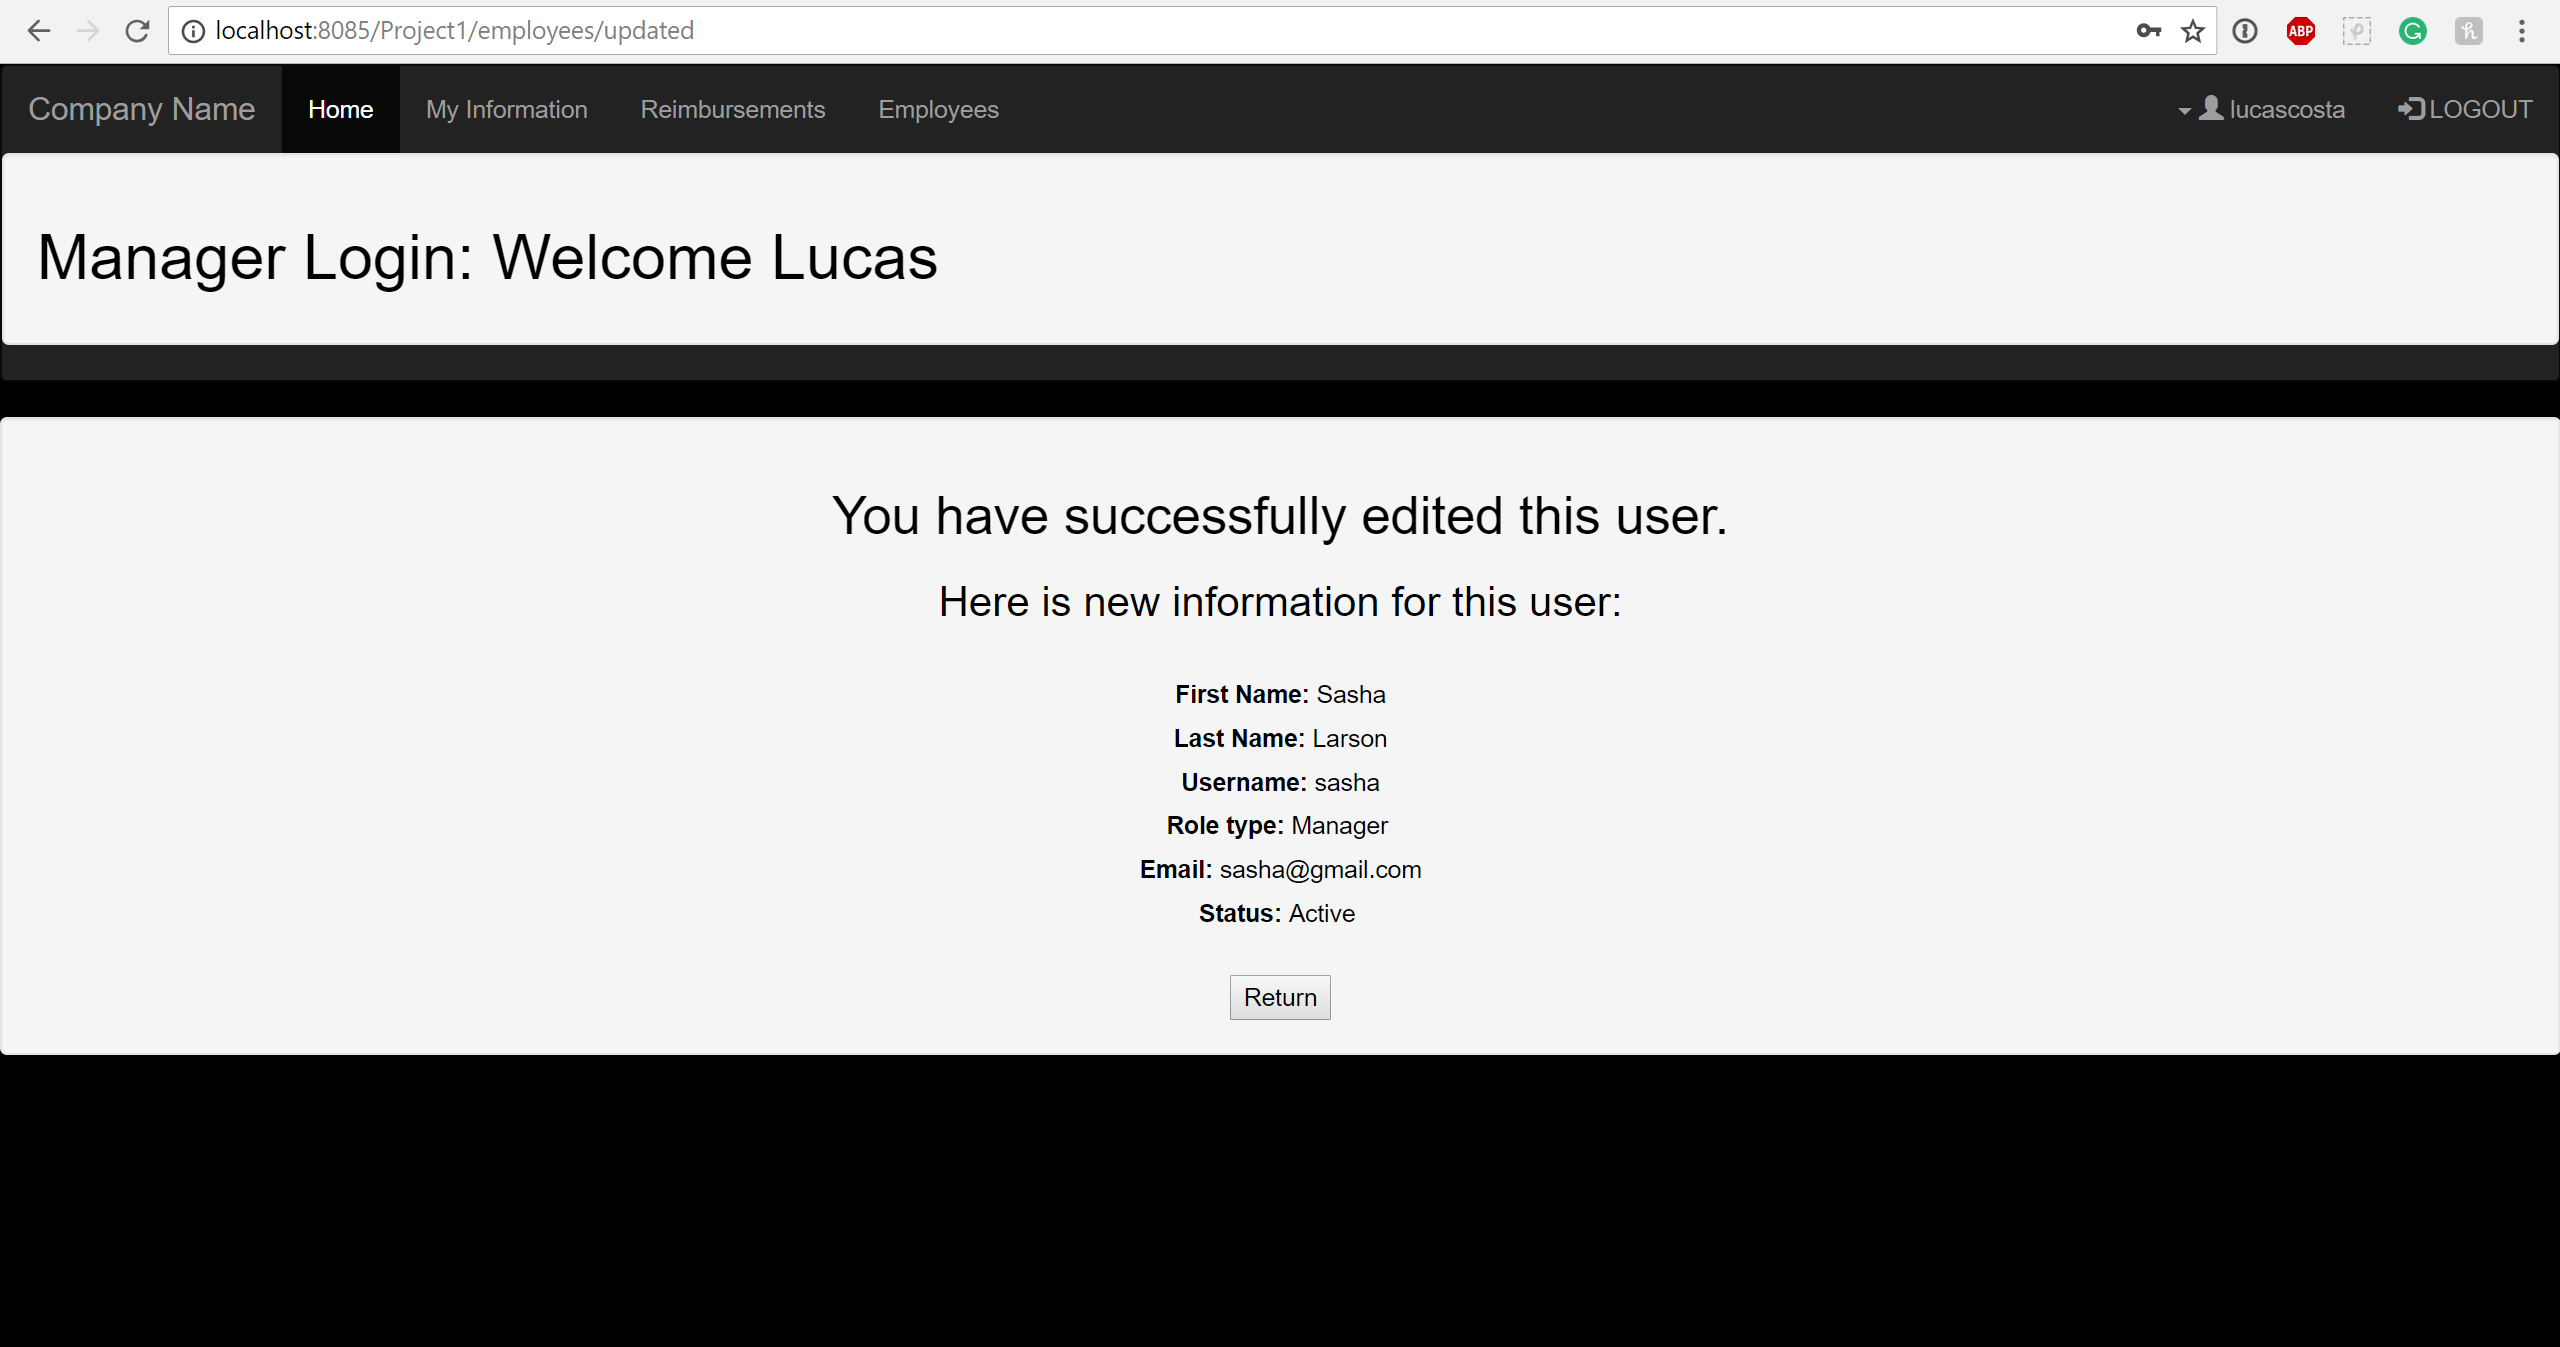 localhost:8085/Project1/employees/updated
ABP
Company Name Home My Information Reimbursements Employees lucascosta LOGOUT
Manager Login: Welcome Lucas
You have successfully edited this user.
Here is new information for this user:
First Name: Sasha
Last Name: Larson
Username: sasha
Role type: Manager
Email: sasha@gmail.com
Status: Active
Return